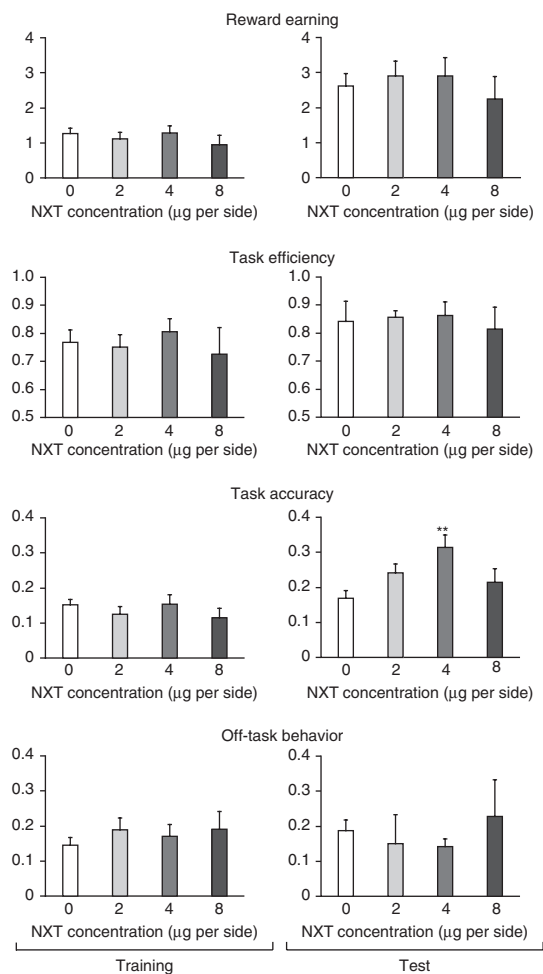 Reward earning
4
3
2
1
0
0 2 4 8
NXT concentration (μg per side)
4
3
2
1
0
0 2 4 8
NXT concentration (μg per side)
Task efficiency
1.0
0.9
0.8
0.7
0.6
0.5
0 2 4 8
NXT concentration (μg per side)
1.0
0.9
0.8
0.7
0.6
0.5
0 2 4 8
NXT concentration (μg per side)
Task accuracy
0.4
0.3
0.2
0.1
0
0 2 4 8
NXT concentration (μg per side)
0.4
0.3
0.2
0.1
0
**
0 2 4 8
NXT concentration (μg per side)
Off-task behavior
0.4
0.3
0.2
0.1
0
0 2 4 8
NXT concentration (μg per side)
0.4
0.3
0.2
0.1
0
0 2 4 8
NXT concentration (μg per side)
Training
Test